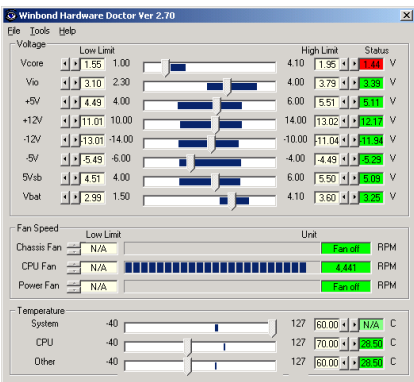 Winbond Hardware Doctor Ver 2.70
File Tools Help
Voltage
Low Limit High Limit Status
Vcore 1.55 1.00 4.10 1.95 1.44 V
Vio 3.10 2.30 4.00 3.79 3.39 V
+5V 4.49 4.00 6.00 5.51 5.11 V
+12V 11.01 10.00 14.00 13.02 12.17 V
-12V -13.01 -14.00 -10.00 -11.04 -11.94 V
-5V -5.49 -6.00 -4.00 -4.49 -5.29 V
5Vsb 4.51 4.00 6.00 5.50 5.09 V
Vbat 2.99 1.50 4.10 3.60 3.25 V
Fan Speed
Low Limit Unit
Chassis Fan N/A Fan off RPM
CPU Fan N/A 4,441 RPM
Power Fan N/A Fan off RPM
Temperature
System -40 127 60.00 N/A C
CPU -40 127 70.00 28.50 C
Other -40 127 60.00 28.50 C